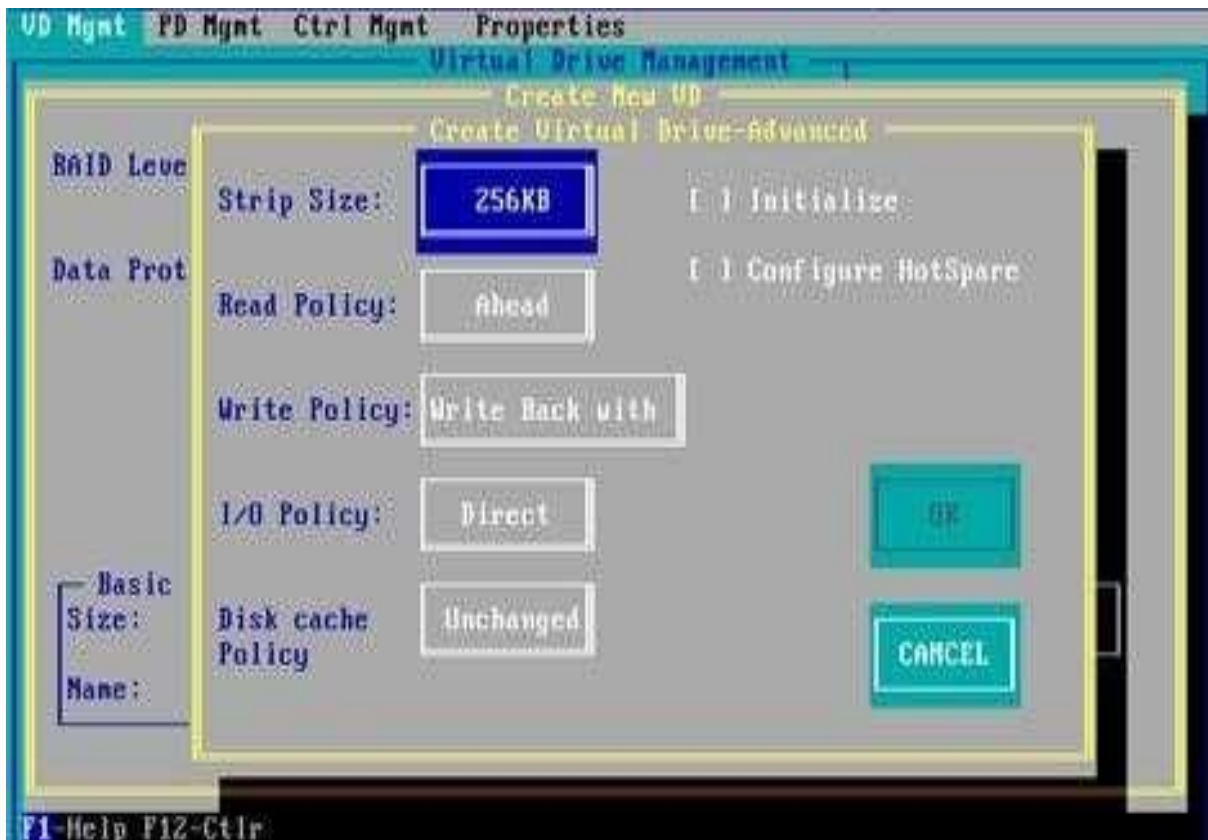 VD Mgmt PD Mgmt Ctrl Mgmt Properties
Virtual Drive Management
Create New VD
Create Virtual Drive-Advanced
RAID Leve
Strip Size: 256KB [ ] Initialize
Data Prot
[ ] Configure HotSpare
Read Policy: Ahead
Write Policy: Write Back with
I/O Policy: Direct
OK
Basic
Size:
Disk cache Unchanged
Policy
CANCEL
Name:
F1-Help F12-Ctlr